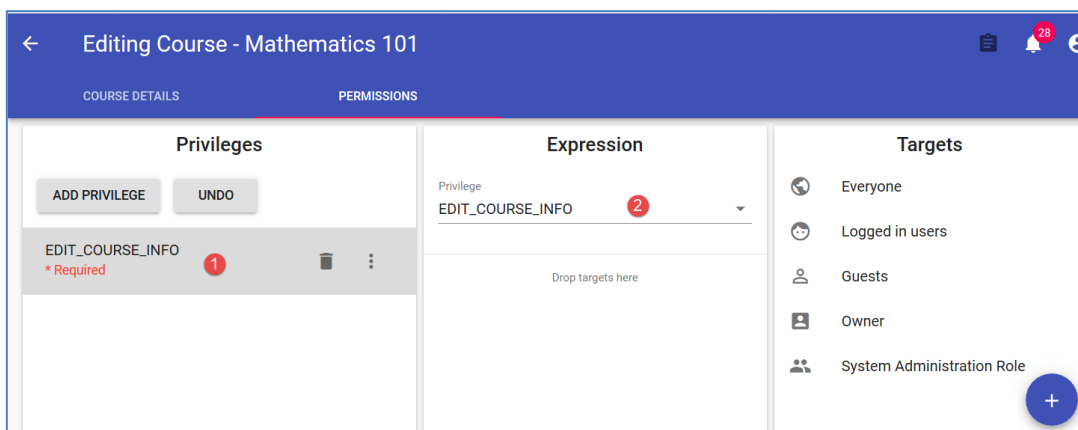 Editing Course - Mathematics 101
28
COURSE DETAILS
PERMISSIONS
Privileges
ADD PRIVILEGE
UNDO
EDIT_COURSE_INFO
* Required
1
Expression
Privilege
EDIT_COURSE_INFO
2
Drop targets here
Targets
Everyone
Logged in users
Guests
Owner
System Administration Role